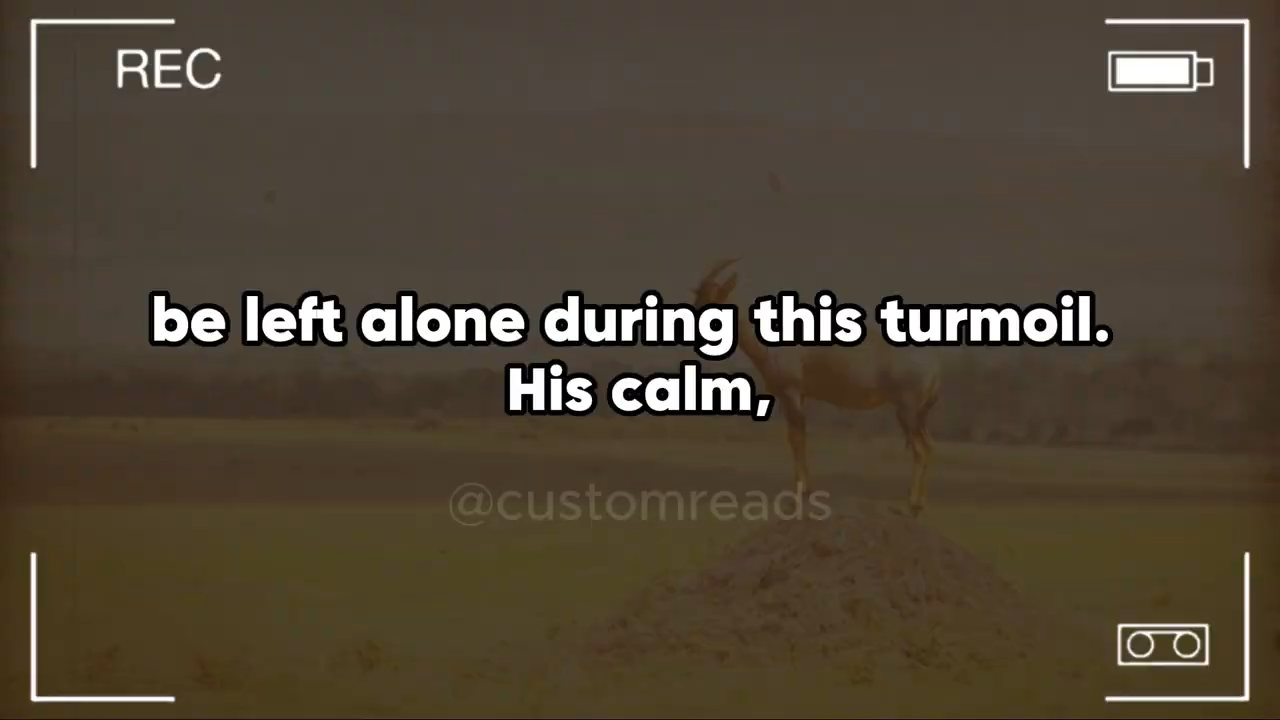 REC
be left alone during this turmoil.
His calm,
@customreads